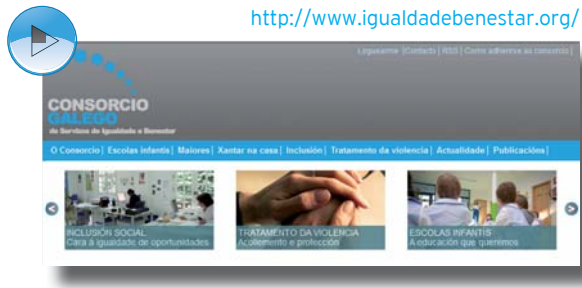 http://www.igualdadebenestar.org/
Loguearme |Contacto | RSS | Como adherirse ao consorcio |
CONSORCIO
GALEGO
de Servizos de Igualdade e Benestar
O Consorcio | Escolas infantís | Maiores | Xantar na casa | Inclusión | Tratamento da violencia | Actualidade | Publicacións |
INCLUSIÓN SOCIAL
Cara á igualdade de oportunidades
TRATAMENTO DA VIOLENCIA
Acollemento e protección
ESCOLAS INFANTÍS
A educación que queremos